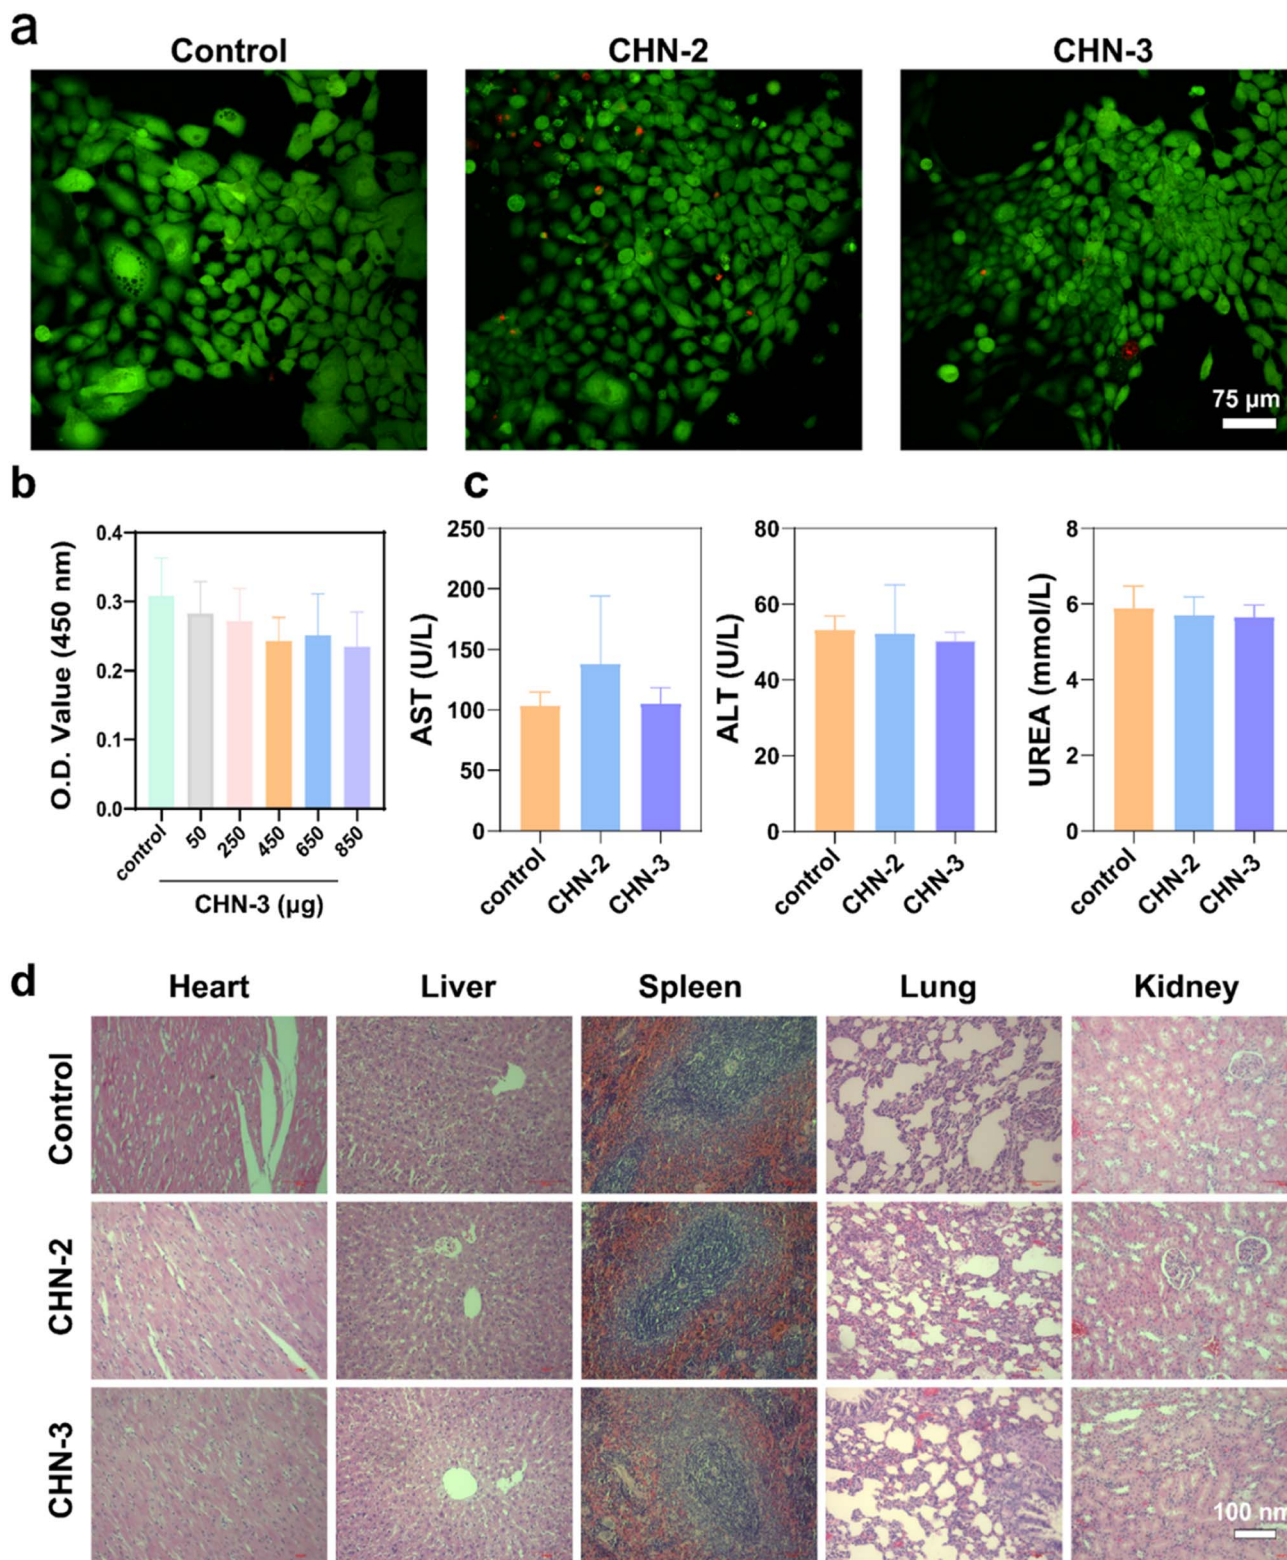 a
Control
CHN-2
CHN-3
75 µm
b
O.D. Value (450 nm)
0.4
0.3
0.2
0.1
0.0
control
50
250
450
650
850
CHN-3 (µg)
c
AST (U/L)
250
200
150
100
50
0
control
CHN-2
CHN-3
ALT (U/L)
80
60
40
20
0
control
CHN-2
CHN-3
UREA (mmol/L)
8
6
4
2
0
control
CHN-2
CHN-3
d
Heart
Liver
Spleen
Lung
Kidney
Control
CHN-2
CHN-3
100 nm